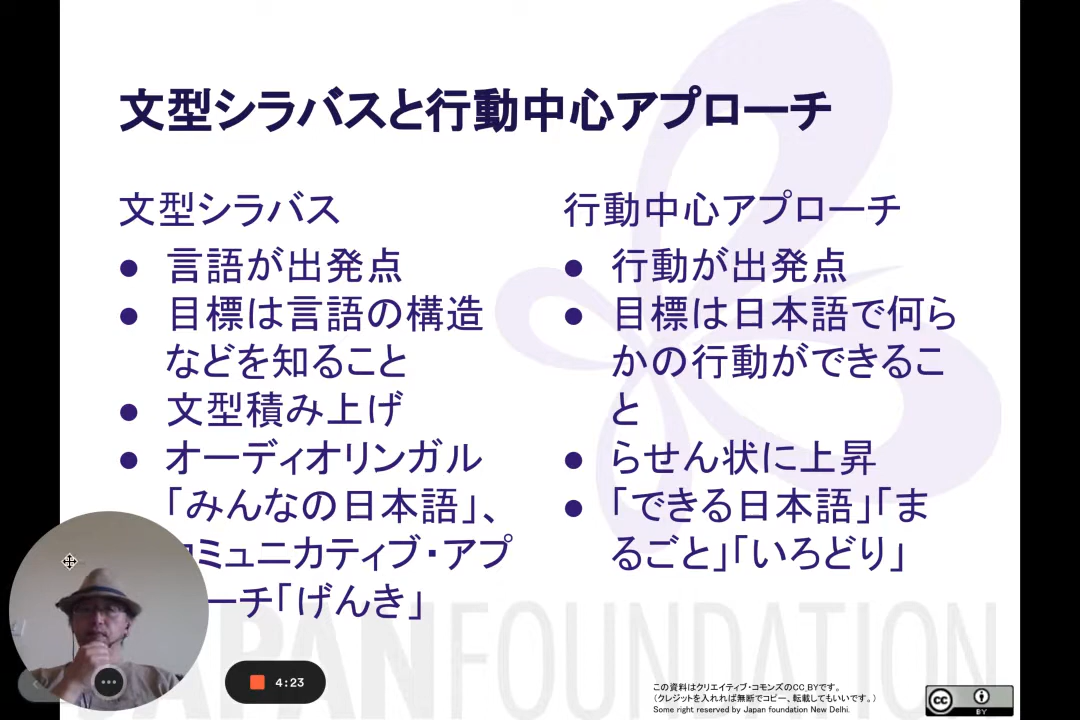 文型シラバスと行動中心アプローチ
文型シラバス
● 言語が出発点
● 目標は言語の構造
などを知ること
● 文型積み上げ
● オーディオリンガル
「みんなの日本語」、
ミュニカティブ・アプ
ーチ「げんき」
行動中心アプローチ
● 行動が出発点
● 目標は日本語で何ら
かの行動ができるこ
と
● らせん状に上昇
● 「できる日本語」「ま
るごと」「いろどり」
JAPANFOUNDATION
4:23
この資料はクリエイティブ・コモンズのCC_BYです。
（クレジットを入れれば無断でコピー、転載してもいいです。）
Some right reserved by Japan foundation New Delhi.
CC
BY